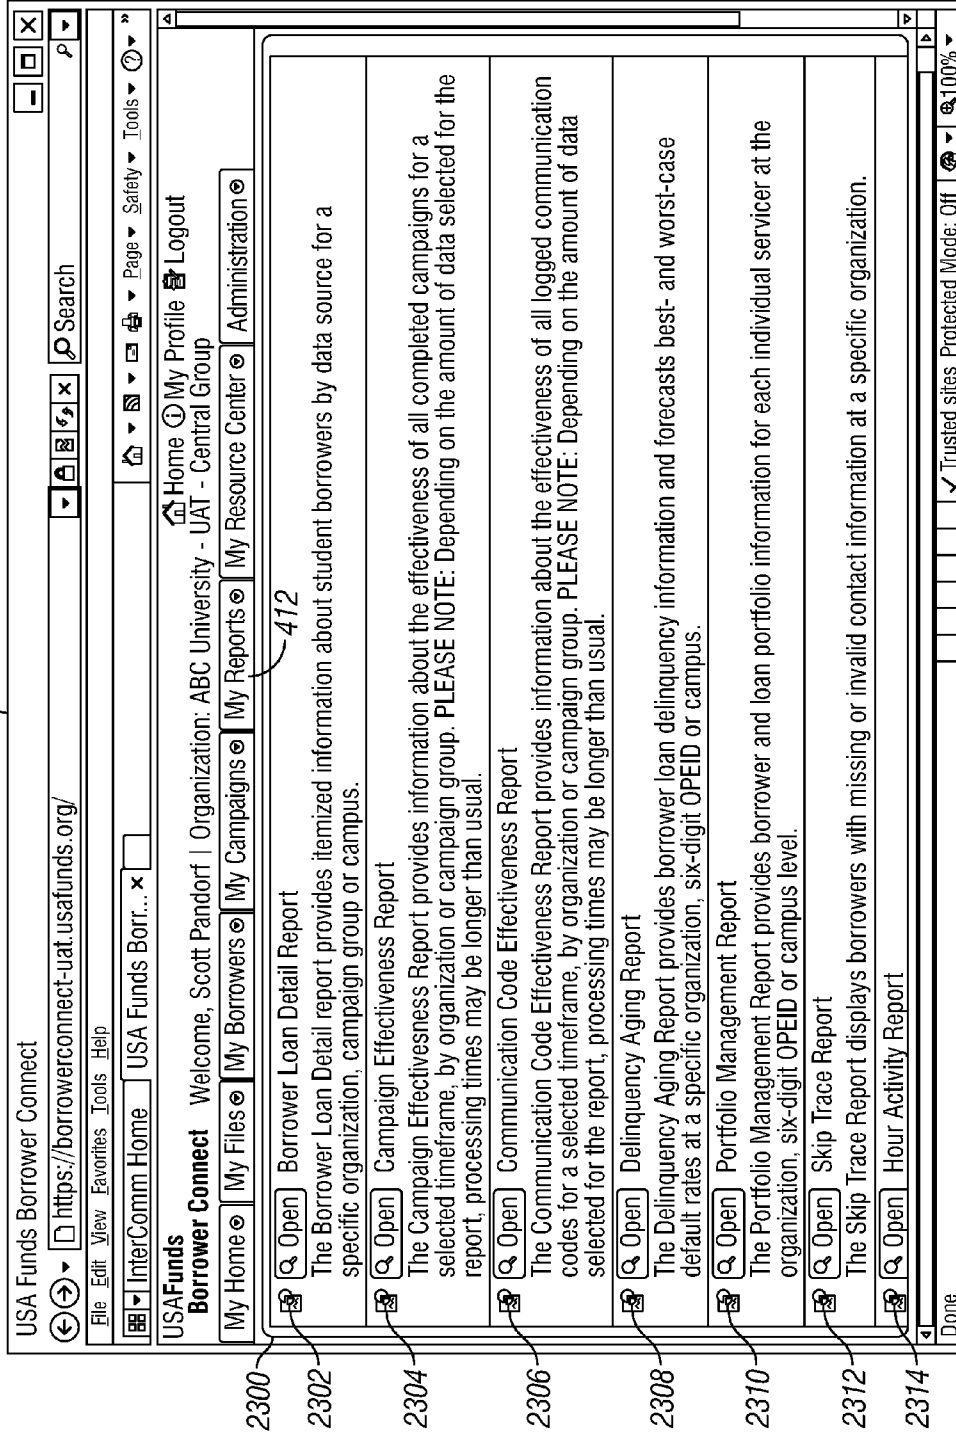 USA Funds Borrower Connect
https://borrowerconnect-uat.usafunds.org/
Search
File Edit View Favorites Tools Help
InterComm Home
USA Funds Borr... ×
Page Safety Tools
USAFunds
Borrower Connect
Home My Profile Logout
Welcome, Scott Pandorf | Organization: ABC University - UAT - Central Group
My Home My Files My Borrowers My Campaigns My Reports My Resource Center Administration
412
2300
2302
Open Borrower Loan Detail Report
The Borrower Loan Detail report provides itemized information about student borrowers by data source for a
specific organization, campaign group or campus.
2304
Open Campaign Effectiveness Report
The Campaign Effectivesness Report provides information about the effectiveness of all completed campaigns for a
selected timeframe, by organization or campaign group. PLEASE NOTE: Depending on the amount of data selected for the
report, processing times may be longer than usual.
2306
Open Communication Code Effectiveness Report
The Communication Code Effectiveness Report provides information about the effectiveness of all logged communication
codes for a selected timeframe, by organization or campaign group. PLEASE NOTE: Depending on the amount of data
selected for the report, processing times may be longer than usual.
2308
Open Delinquency Aging Report
The Delinquency Aging Report provides borrower loan delinquency information and forecasts best- and worst-case
default rates at a specific organization, six-digit OPEID or campus.
2310
Open Portfolio Management Report
The Portfolio Management Report provides borrower and loan portfolio information for each individual servicer at the
organization, six-digit OPEID or campus level.
2312
Open Skip Trace Report
The Skip Trace Report displays borrowers with missing or invalid contact information at a specific organization.
2314
Open Hour Activity Report
Done
Trusted sites Protected Mode: Off
100%